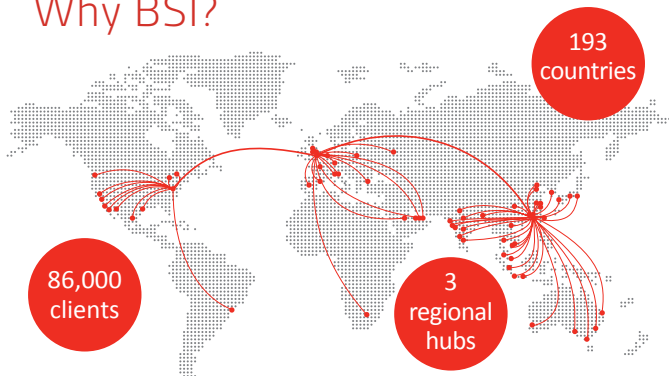 Why BSI?
193
countries
86,000
clients
3
regional
hubs